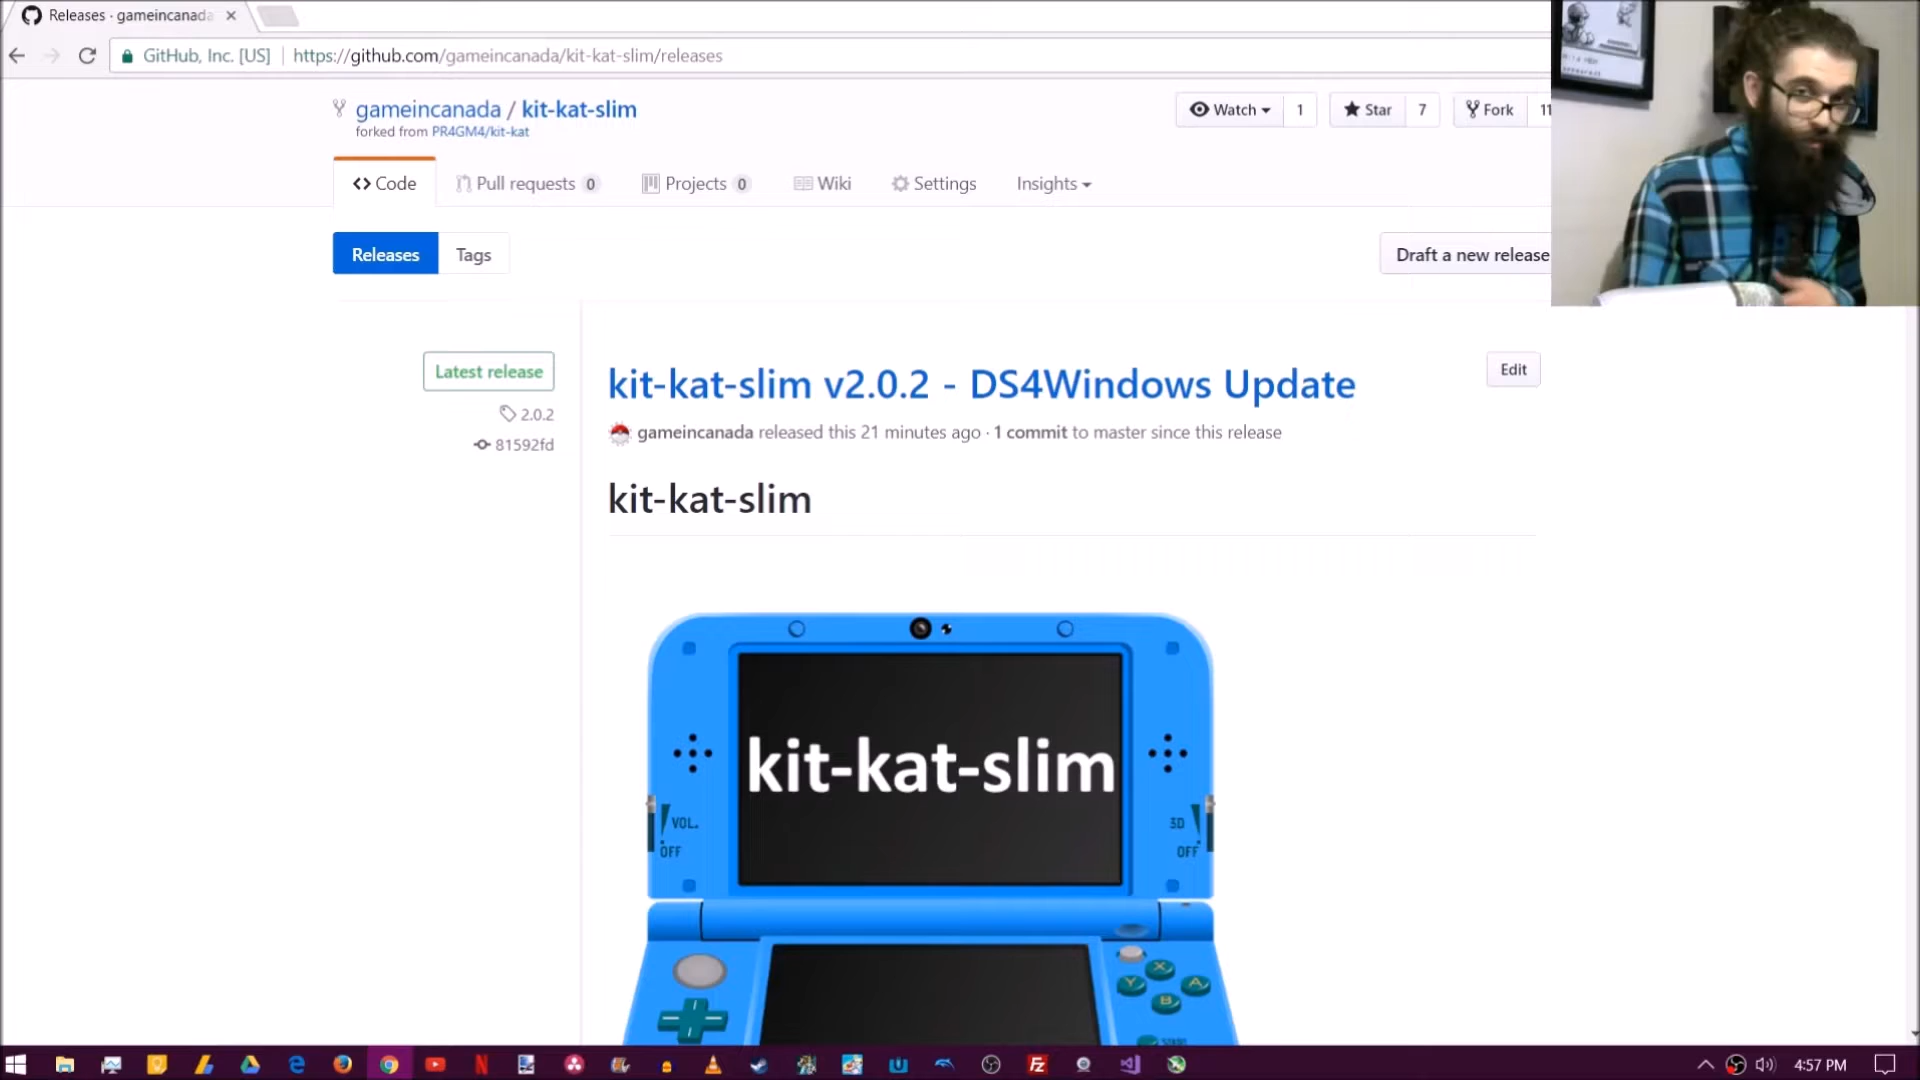 Releases · gameincanada
GitHub, Inc. [US] https://github.com/gameincanada/kit-kat-slim/releases
gameincanada / kit-kat-slim
forked from PR4GM4/kit-kat
Watch 1 Star 7 Fork 11
Code Pull requests 0 Projects 0 Wiki Settings Insights
Releases Tags Draft a new release
Latest release
2.0.2
81592fd
kit-kat-slim v2.0.2 - DS4Windows Update
Edit
gameincanada released this 21 minutes ago · 1 commit to master since this release
kit-kat-slim
kit-kat-slim
VOL.
OFF
3D
OFF
X
Y A
B
START
4:57 PM